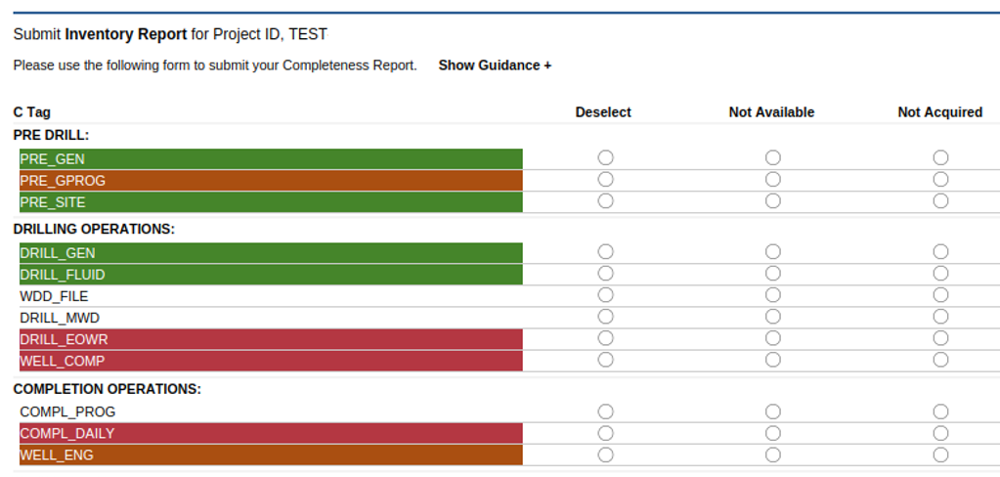 Submit Inventory Report for Project ID, TEST
Please use the following form to submit your Completeness Report. Show Guidance +
C Tag Deselect Not Available Not Acquired
PRE DRILL:
PRE_GEN
PRE_GPROG
PRE_SITE
DRILLING OPERATIONS:
DRILL_GEN
DRILL_FLUID
WDD_FILE
DRILL_MWD
DRILL_EOWR
WELL_COMP
COMPLETION OPERATIONS:
COMPL_PROG
COMPL_DAILY
WELL_ENG